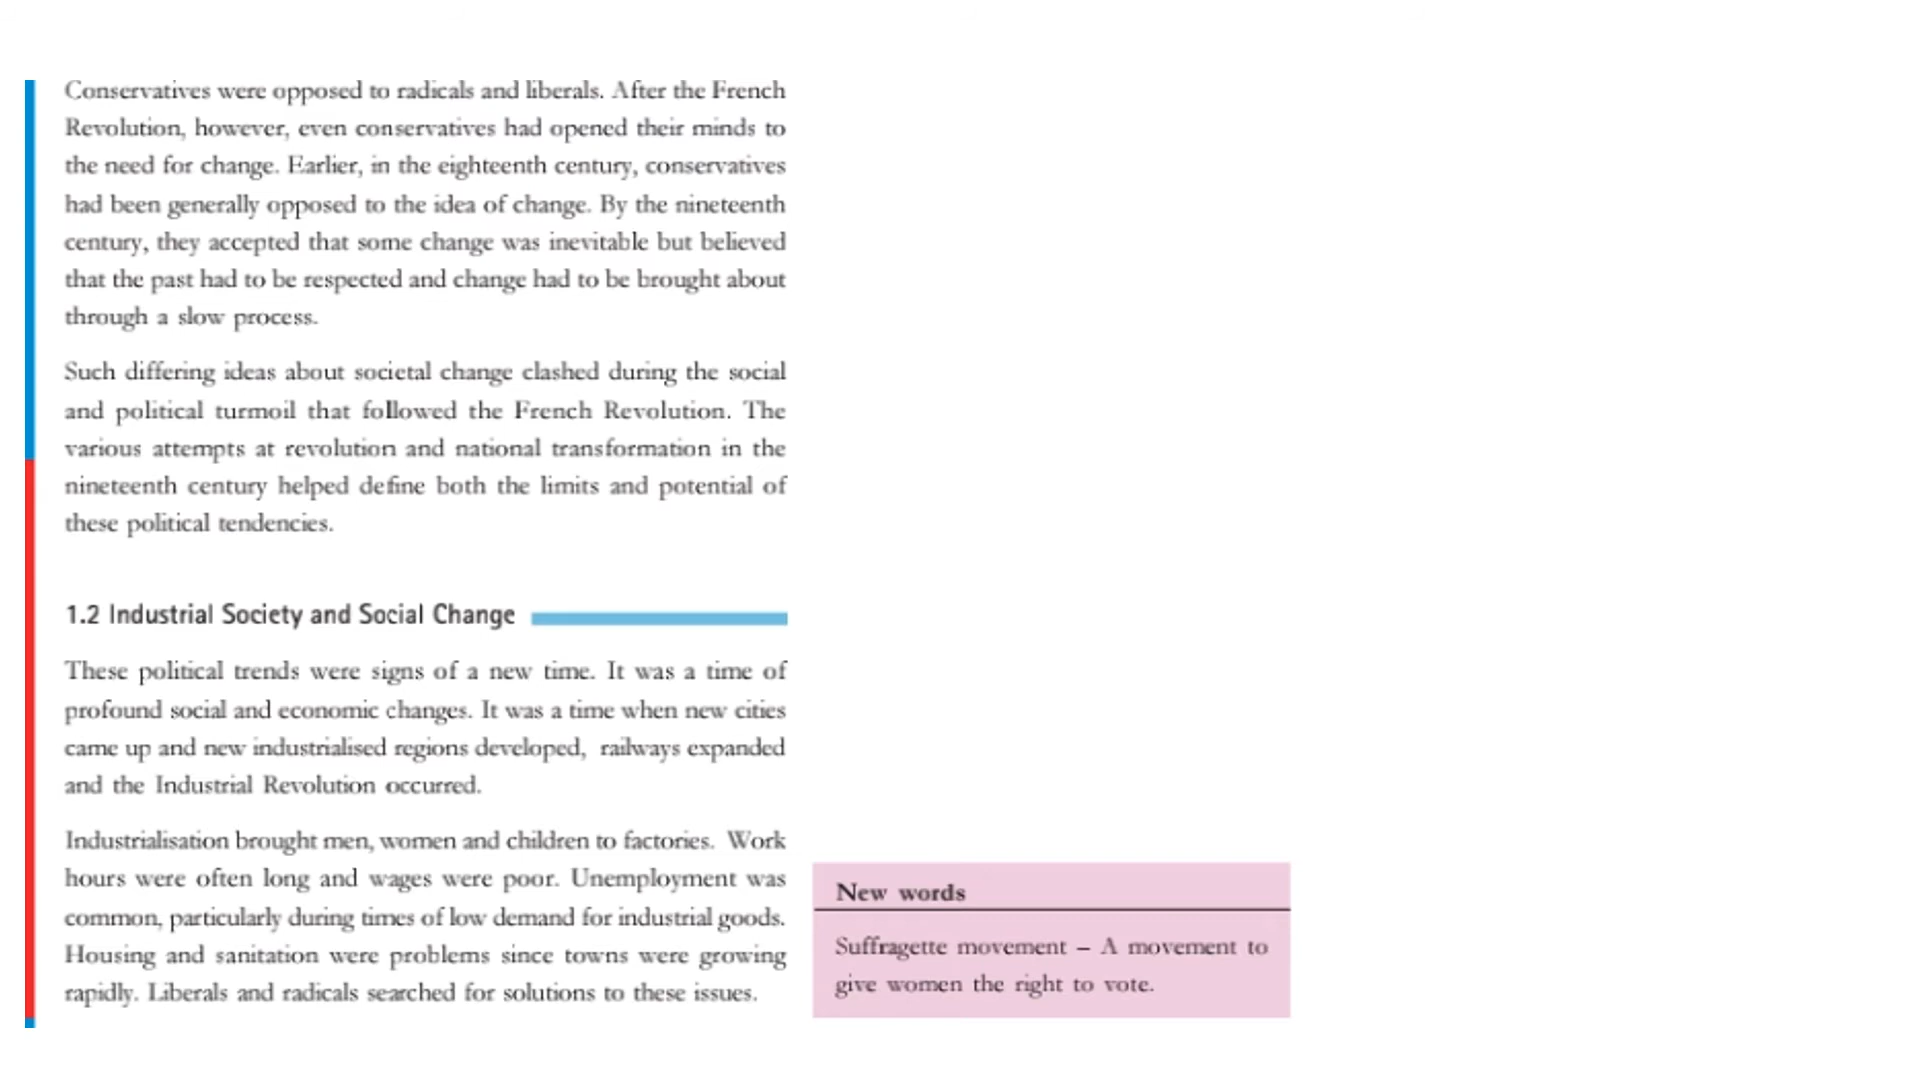 Conservatives were opposed to radicals and liberals. After the French
Revolution, however, even conservatives had opened their minds to
the need for change. Earlier, in the eighteenth century, conservatives
had been generally opposed to the idea of change. By the nineteenth
century, they accepted that some change was inevitable but believed
that the past had to be respected and change had to be brought about
through a slow process.
Such differing ideas about societal change clashed during the social
and political turmoil that followed the French Revolution. The
various attempts at revolution and national transformation in the
nineteenth century helped define both the limits and potential of
these political tendencies.
1.2 Industrial Society and Social Change
These political trends were signs of a new time. It was a time of
profound social and economic changes. It was a time when new cities
came up and new industrialised regions developed, railways expanded
and the Industrial Revolution occurred.
Industrialisation brought men, women and children to factories. Work
hours were often long and wages were poor. Unemployment was
common, particularly during times of low demand for industrial goods.
Housing and sanitation were problems since towns were growing
rapidly. Liberals and radicals searched for solutions to these issues.
New words
Suffragette movement – A movement to
give women the right to vote.